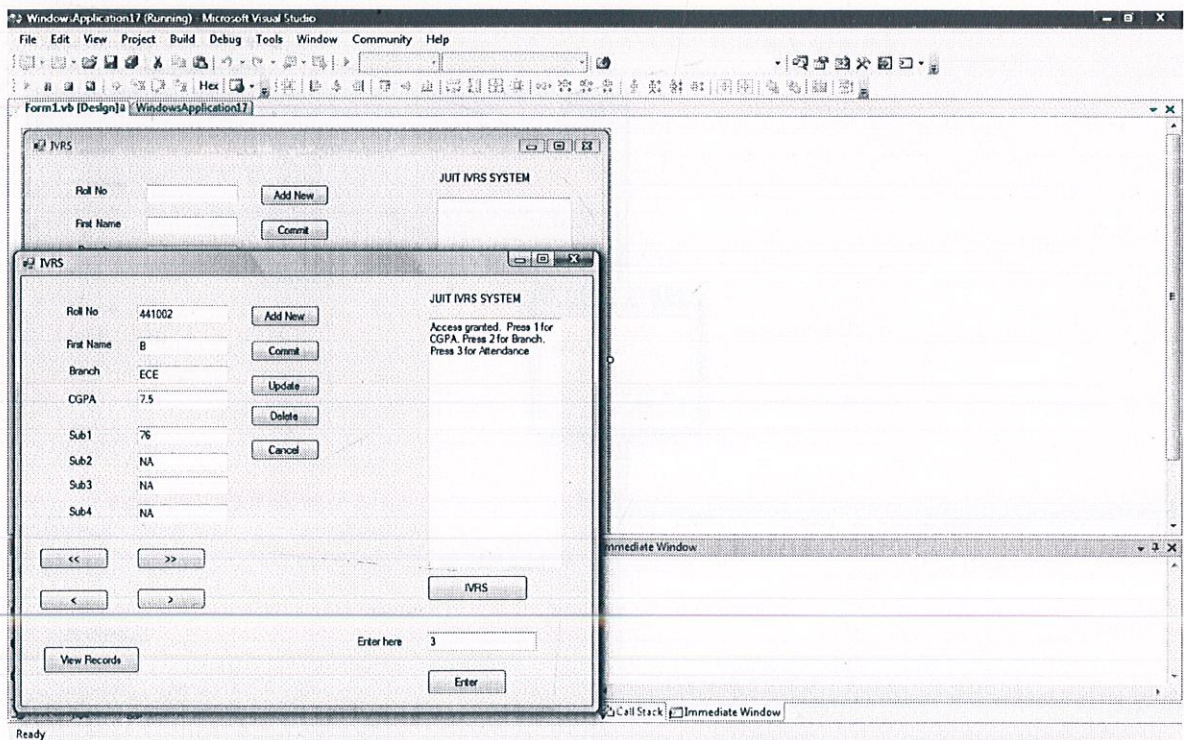 WindowsApplication17 (Running) - Microsoft Visual Studio
File Edit View Project Build Debug Tools Window Community Help
Hex
Form1.vb [Design] WindowsApplication17
IVRS
JUIT IVRS SYSTEM
Roll No
Add New
First Name
Commit
IVRS
JUIT IVRS SYSTEM
Roll No 441002 Add New
Access granted. Press 1 for
CGPA. Press 2 for Branch.
Press 3 for Attendance
First Name B Commit
Branch ECE
Update
CGPA 7.5
Delete
Sub1 76
Cancel
Sub2 NA
Sub3 NA
Sub4 NA
<< >>
mmediate Window
IVRS
< >
Enter here 3
View Records
Enter
Call Stack Immediate Window
Ready